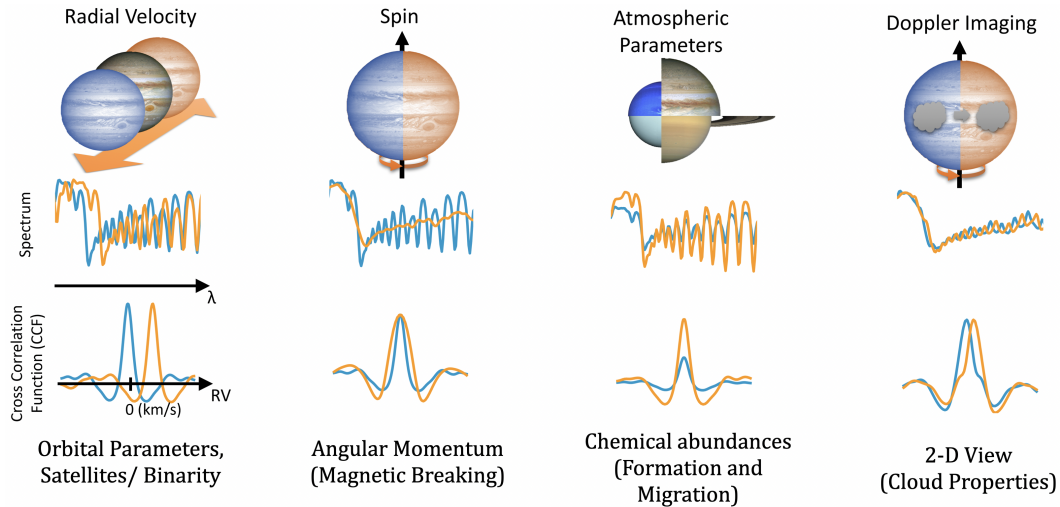 Radial Velocity
Spin
Atmospheric
Parameters
Doppler Imaging
Spectrum
λ
Cross Correlation
Function (CCF)
RV
0 (km/s)
Orbital Parameters,
Satellites/ Binarity
Angular Momentum
(Magnetic Breaking)
Chemical abundances
(Formation and
Migration)
2-D View
(Cloud Properties)